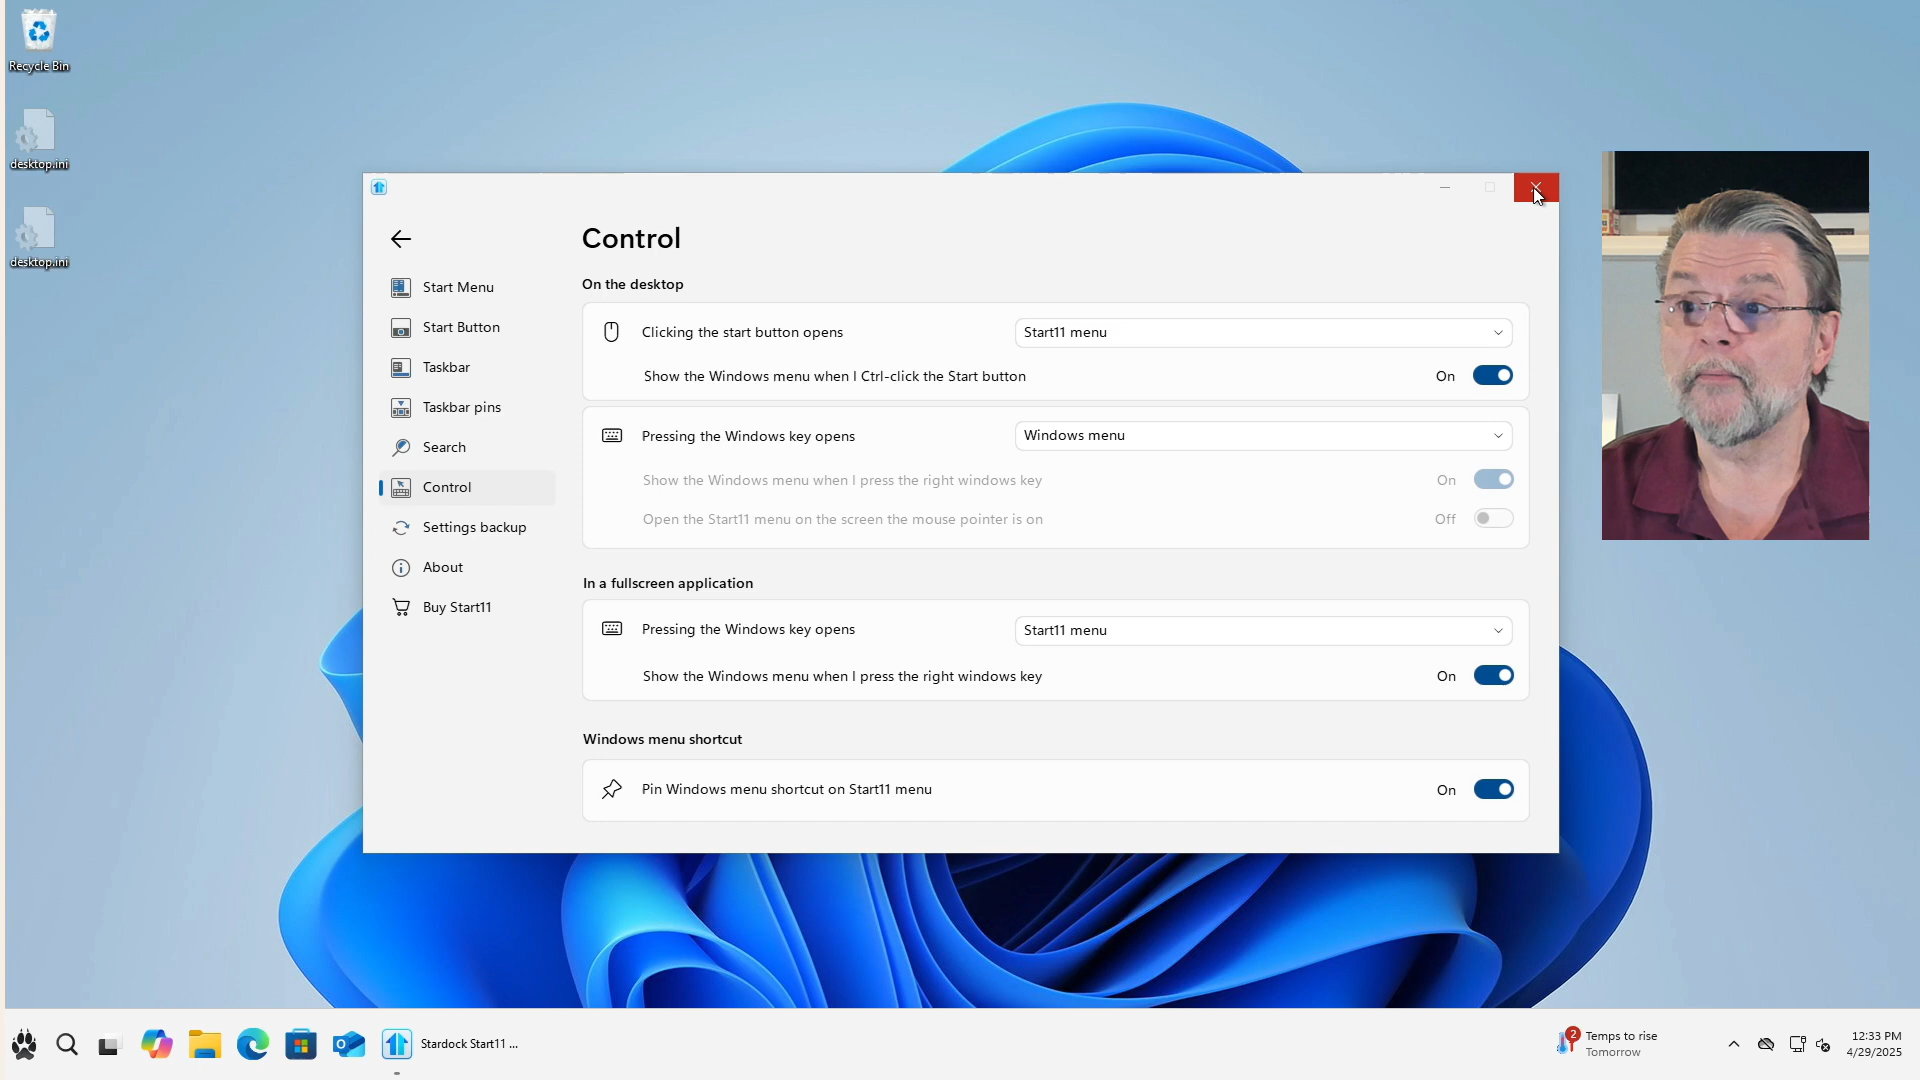 Recycle Bin
desktop.ini
desktop.ini
Control
Start Menu
Start Button
Taskbar
Taskbar pins
Search
Control
Settings backup
About
Buy Start11
On the desktop
Clicking the start button opens
Start11 menu
Show the Windows menu when I Ctrl-click the Start button
On
Pressing the Windows key opens
Windows menu
Show the Windows menu when I press the right windows key
On
Open the Start11 menu on the screen the mouse pointer is on
Off
In a fullscreen application
Pressing the Windows key opens
Start11 menu
Show the Windows menu when I press the right windows key
On
Windows menu shortcut
Pin Windows menu shortcut on Start11 menu
On
Stardock Start11 ...
2
Temps to rise
Tomorrow
12:33 PM
4/29/2025